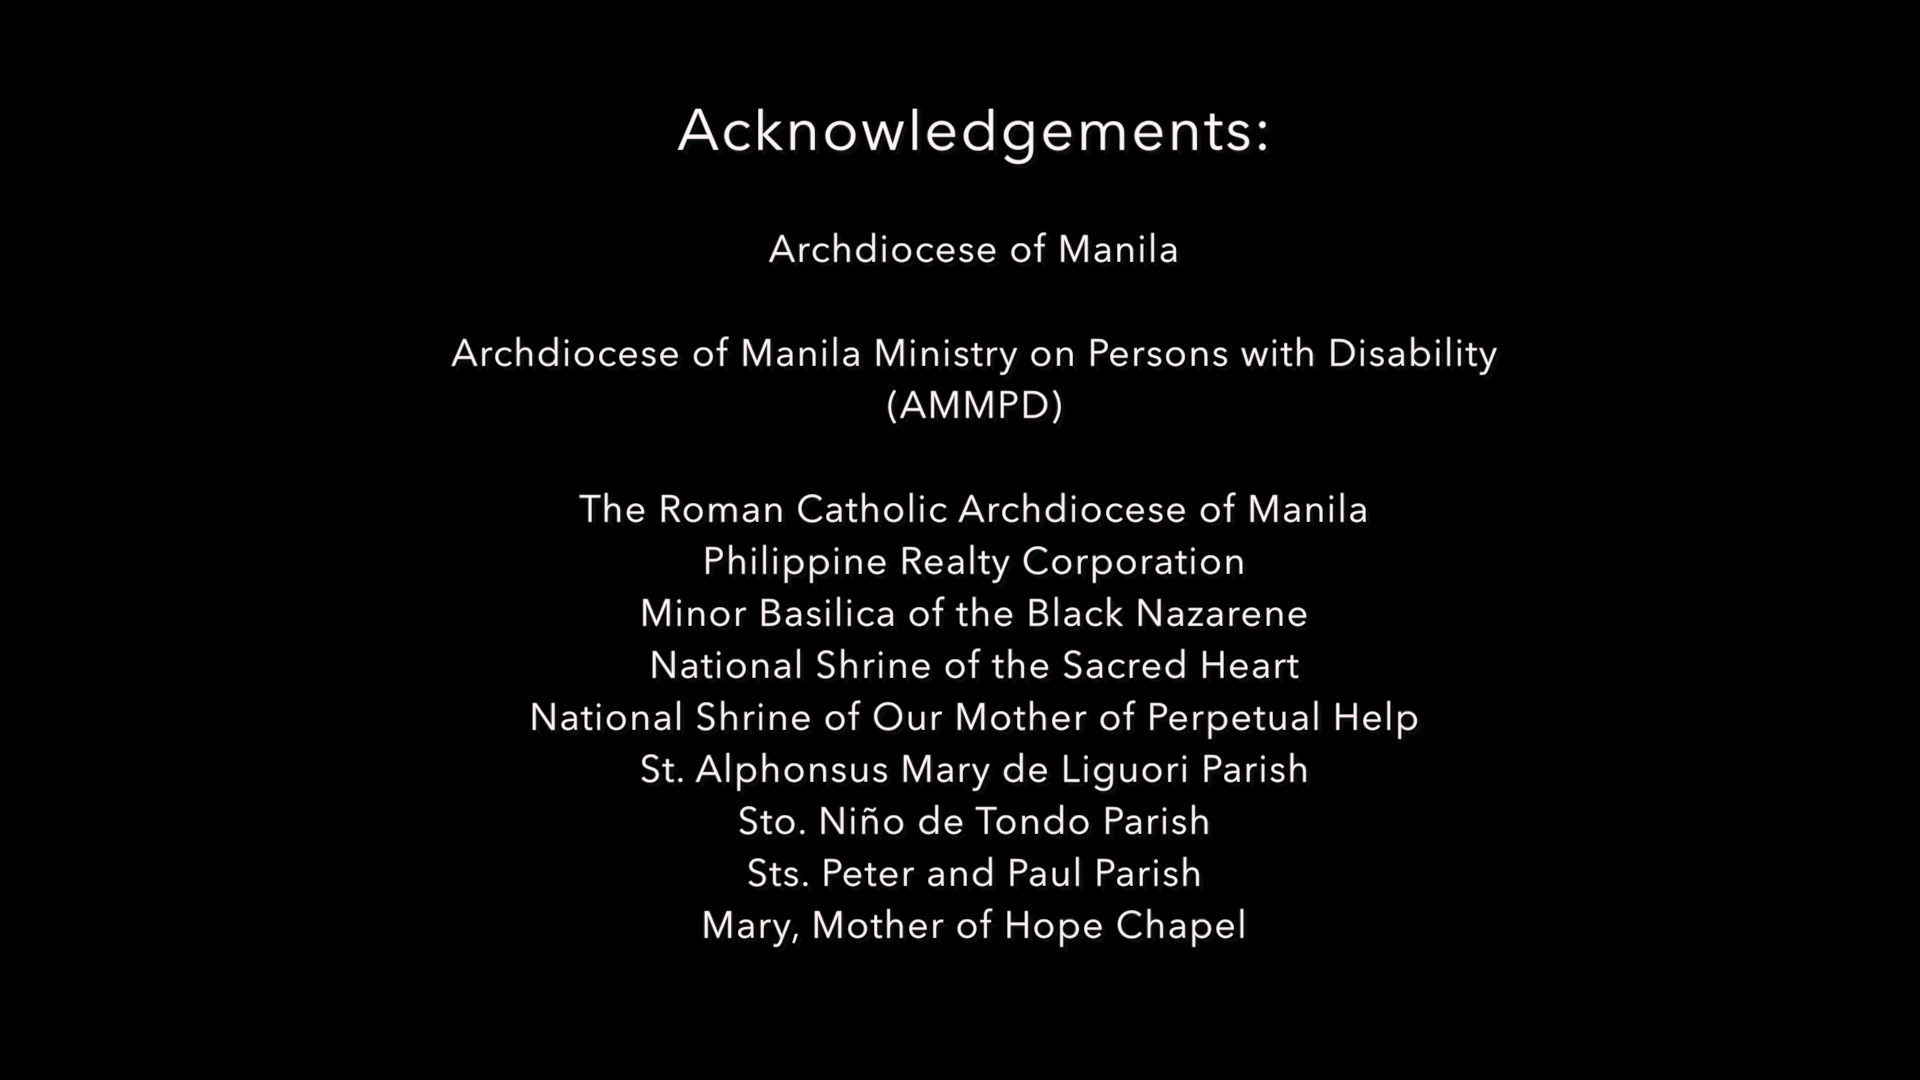 Acknowledgements:
Archdiocese of Manila
Archdiocese of Manila Ministry on Persons with Disability
(AMMPD)
The Roman Catholic Archdiocese of Manila
Philippine Realty Corporation
Minor Basilica of the Black Nazarene
National Shrine of the Sacred Heart
National Shrine of Our Mother of Perpetual Help
St. Alphonsus Mary de Liguori Parish
Sto. Niño de Tondo Parish
Sts. Peter and Paul Parish
Mary, Mother of Hope Chapel